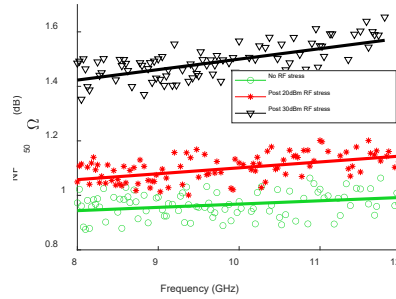 1.6
1.4
1.2
1
0.8
50
Ω
(dB)
No RF stress
Post 20dBm RF stress
Post 30dBm RF stress
8
9
10
11
12
Frequency (GHz)